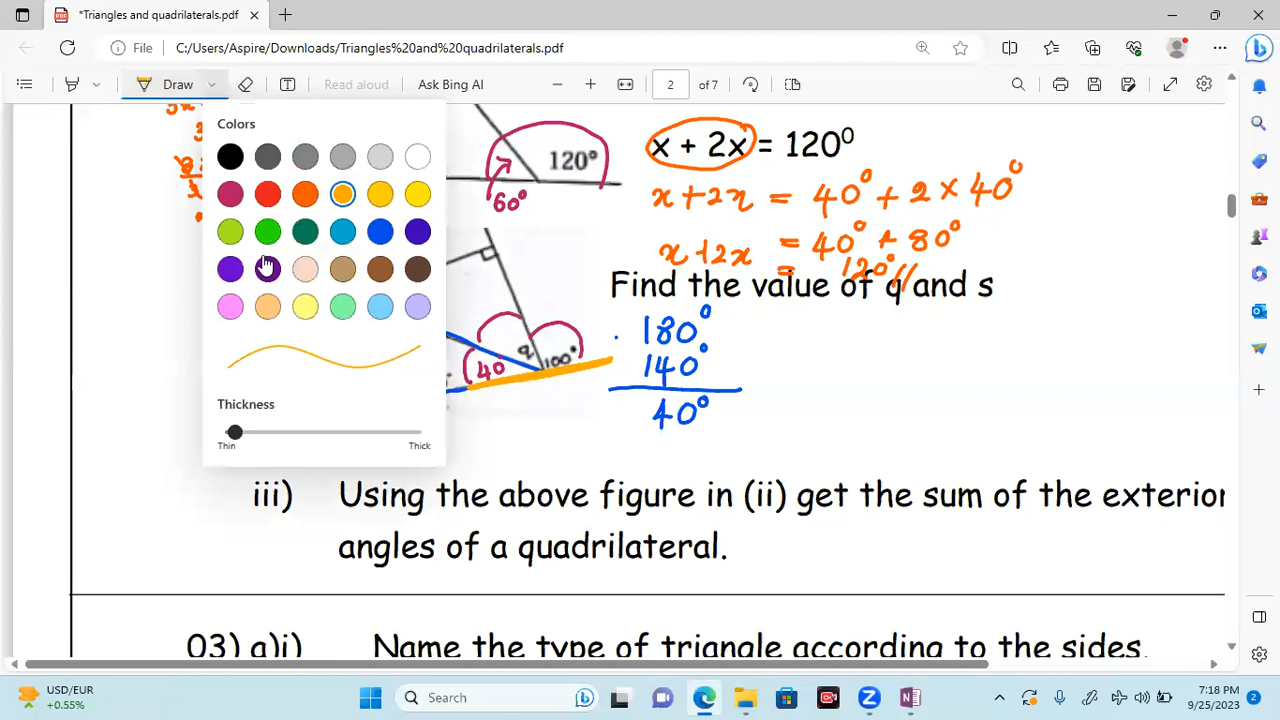 *Triangles and quadrilaterals.pdf
File
C:/Users/Aspire/Downloads/Triangles%20and%20quadrilaterals.pdf
Draw
Read aloud
Ask Bing AI
2
of 7
Colors
Thickness
Thin
Thick
120°
60°
x + 2x = 120⁰
x + 2x = 40° + 2 × 40°
x + 2x = 40° + 80°
= 120°//
Find the value of q and s
q
100°
40
180°
140°
40°
iii) Using the above figure in (ii) get the sum of the exterior
angles of a quadrilateral.
03) a)i) Name the type of triangle according to the sides.
USD/EUR
+0.55%
Search
7:18 PM
9/25/2023
2